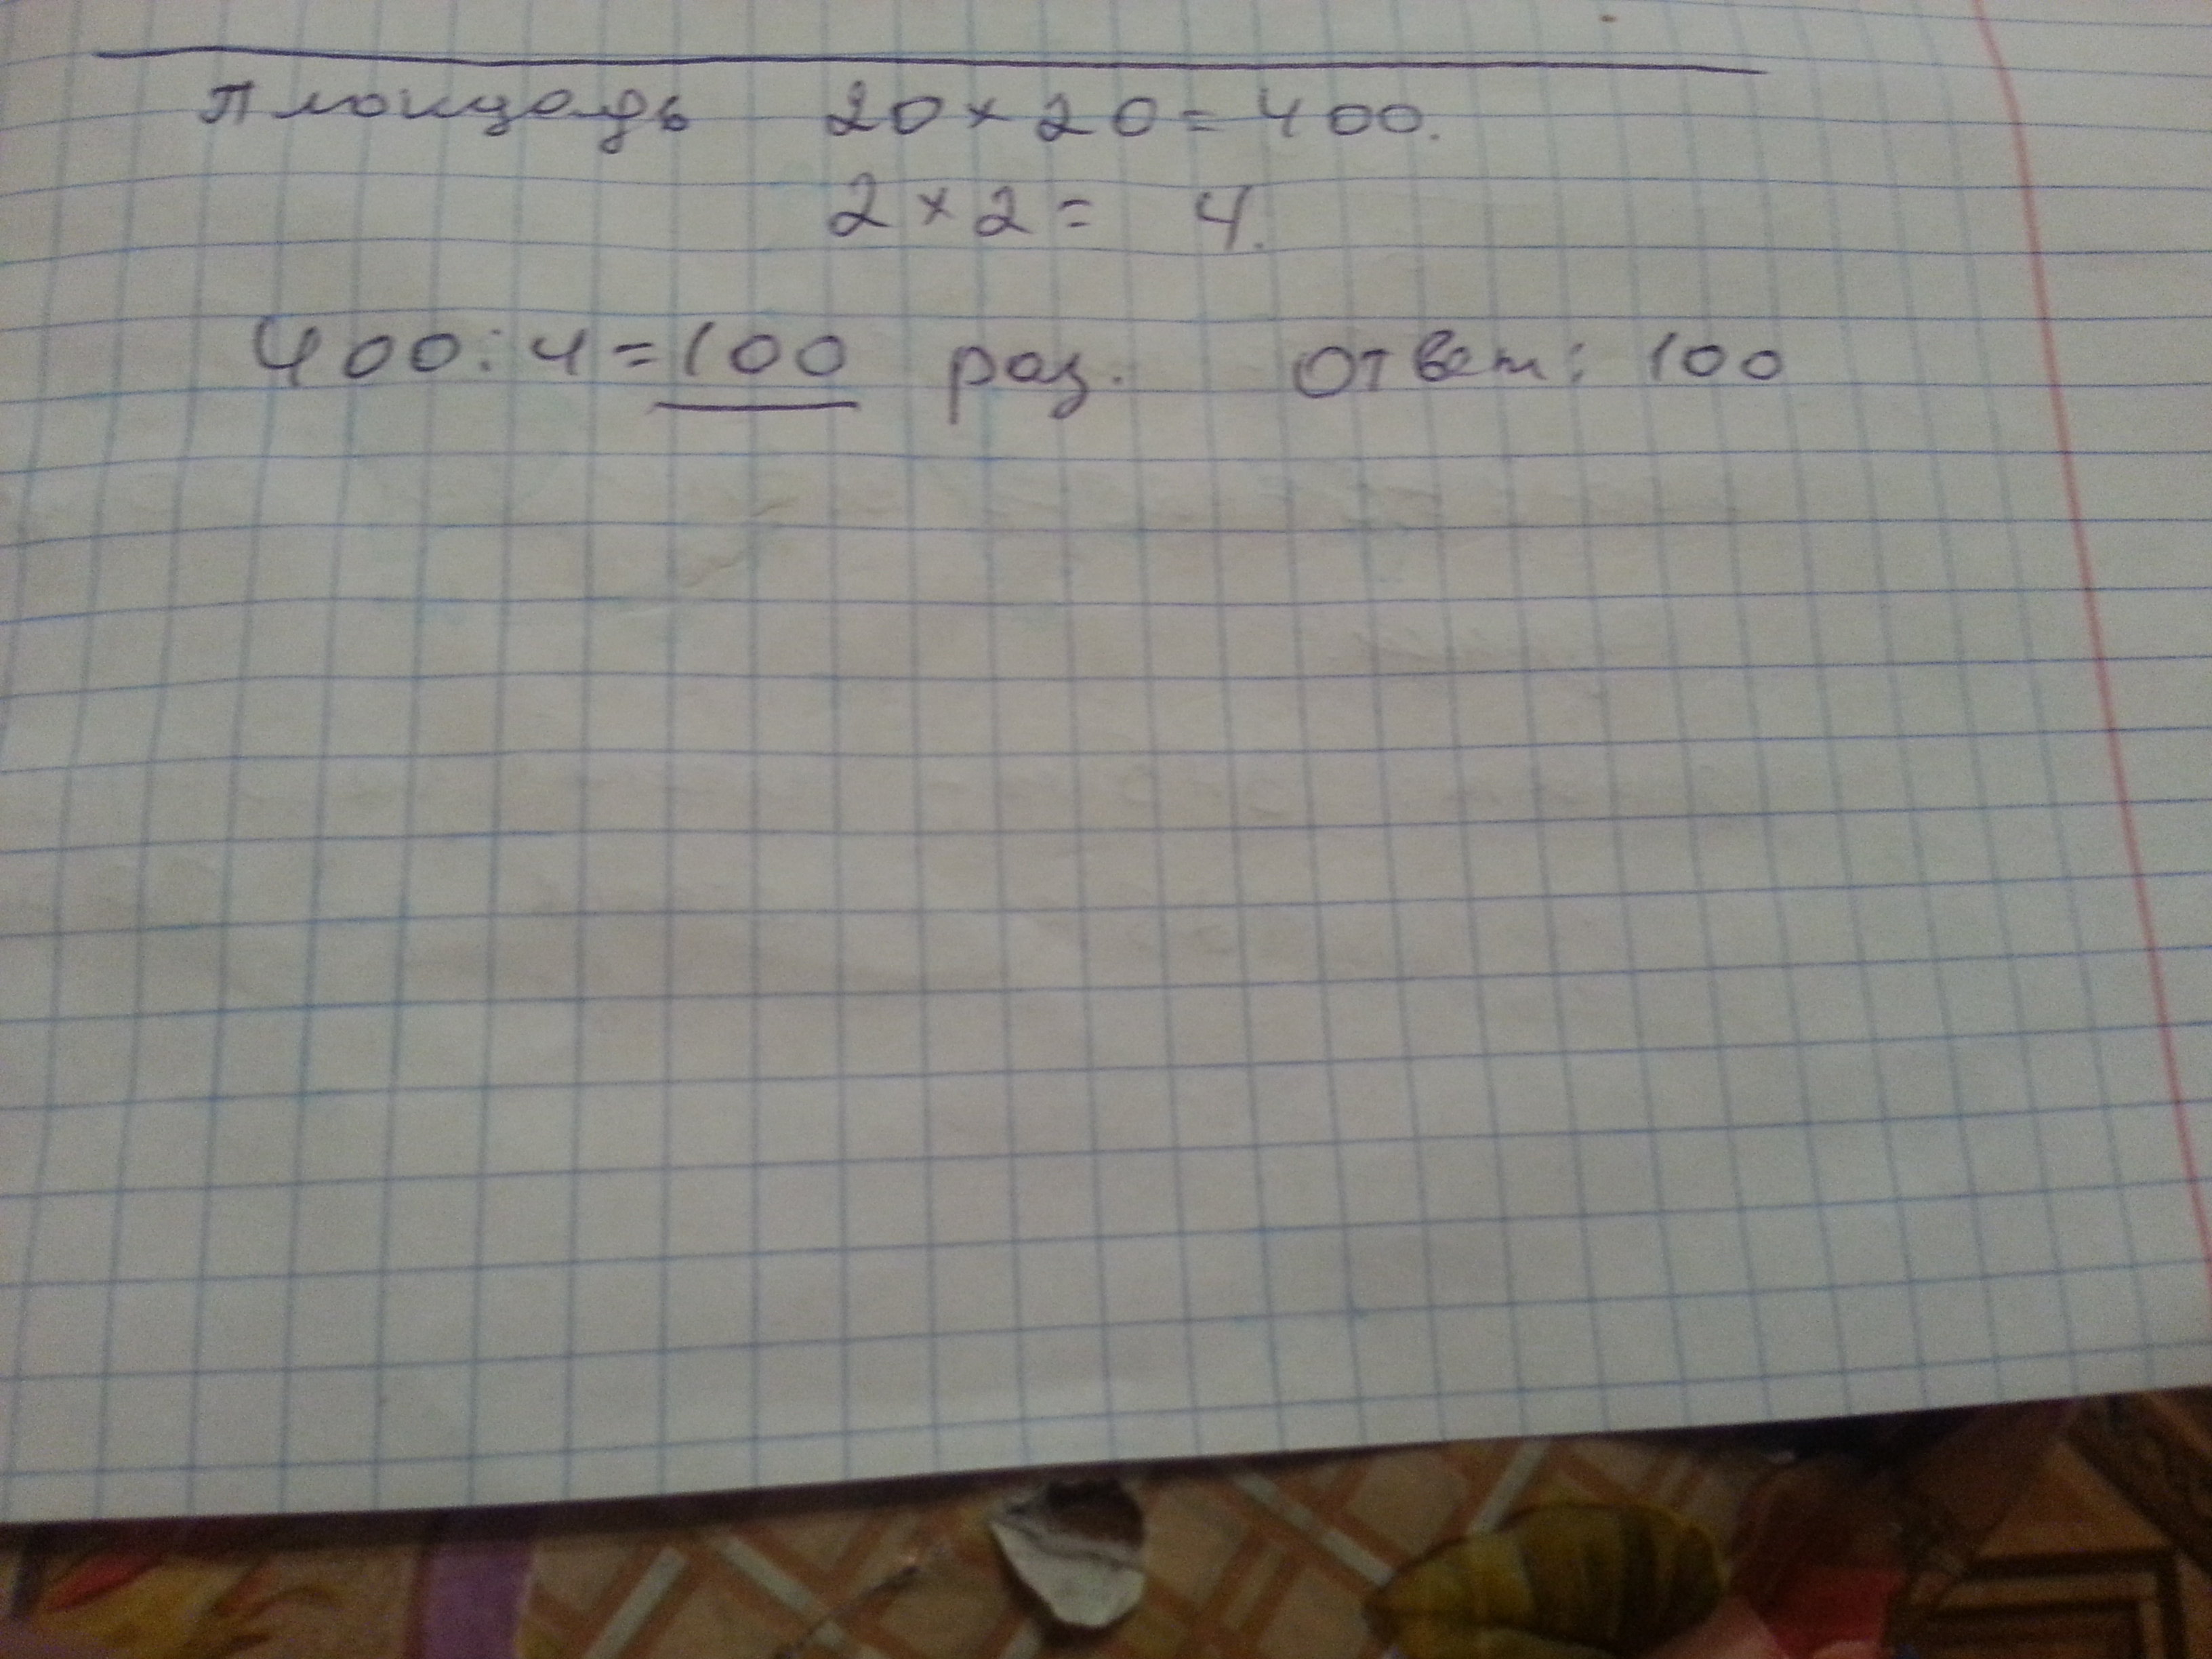 Площадь 20 × 20 = 400.
2 × 2 = 4.
400 : 4 = 100 раз. Ответ: 100